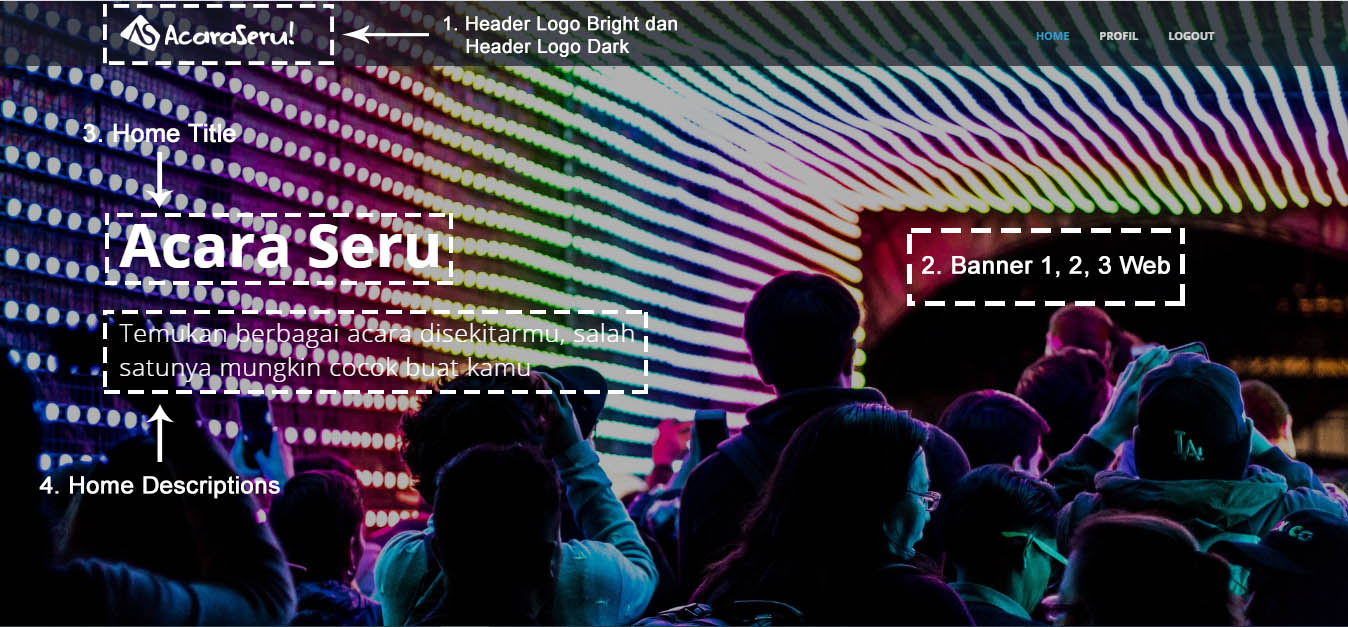 AcaraSeru!
1. Header Logo Bright dan
Header Logo Dark
HOME PROFIL LOGOUT
3. Home Title
Acara Seru
2. Banner 1, 2, 3 Web
Temukan berbagai acara disekitarmu, salah
satunya mungkin cocok buat kamu
4. Home Descriptions
LA